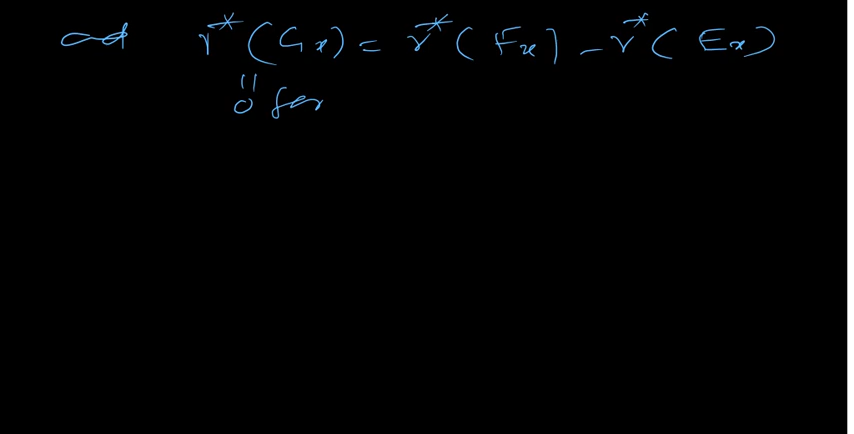 and γ*(Gx) = γ*(Fx) - γ*(Ex)
"
0 for